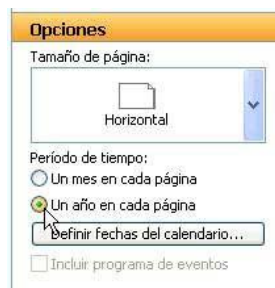 Opciones
Tamaño de página:
Horizontal
Período de tiempo:
Un mes en cada página
Un año en cada página
Definir fechas del calendario...
Incluir programa de eventos